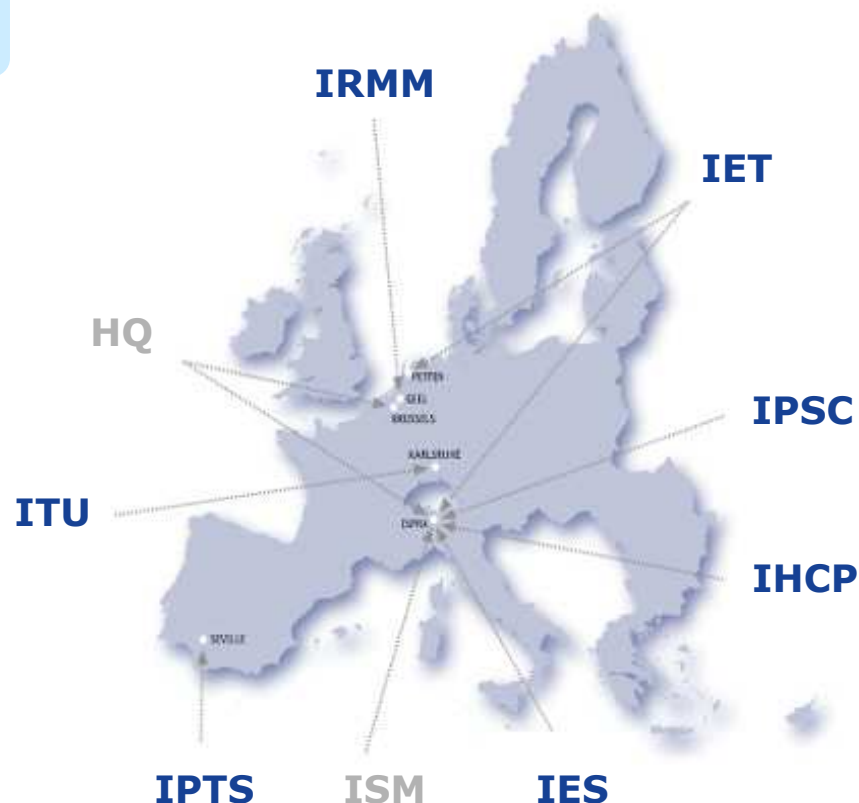 IRMM
IET
HQ
PETTEN
GEEL
BRUSSELS
IPSC
KARLSRUHE
ITU
ISPRA
IHCP
SEVILLE
IPTS
ISM
IES